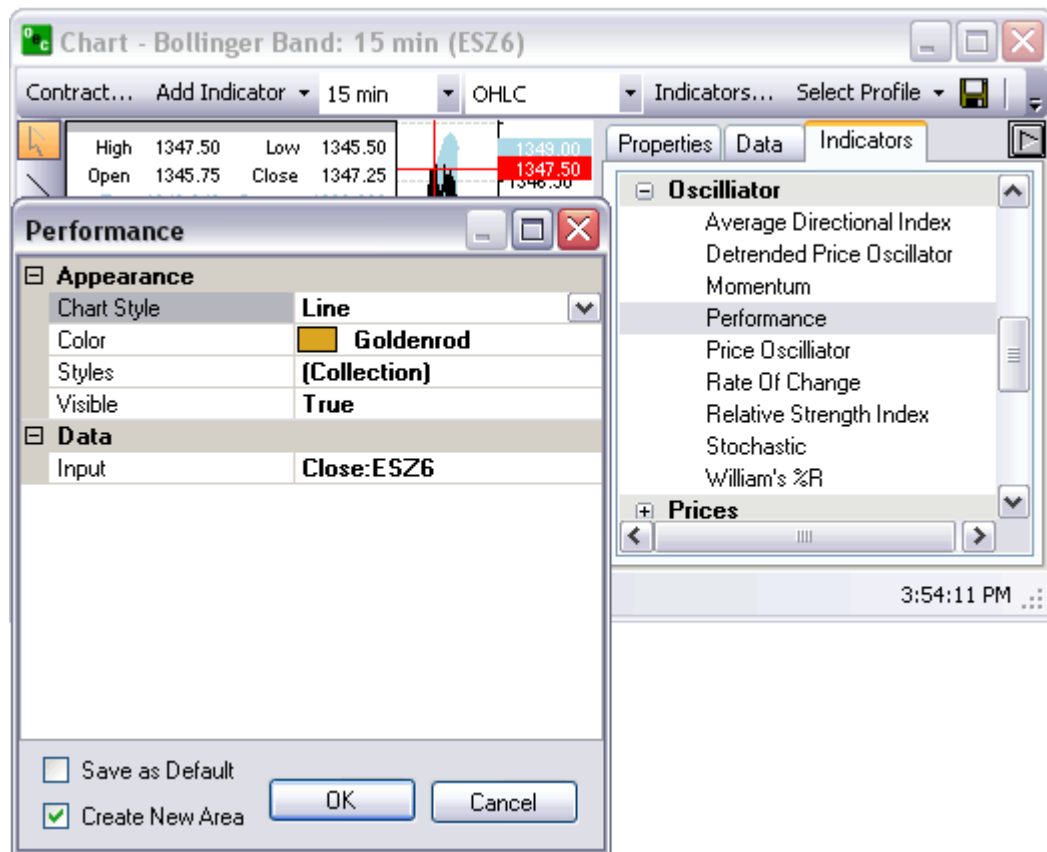 Oec Chart - Bollinger Band: 15 min (ESZ6)
Contract... Add Indicator 15 min OHLC Indicators... Select Profile
High 1347.50 Low 1345.50
Open 1345.75 Close 1347.25
1349.00
1347.50
Properties Data Indicators
Oscilliator
Average Directional Index
Detrended Price Oscillator
Momentum
Performance
Price Oscilliator
Rate Of Change
Relative Strength Index
Stochastic
William's %R
Prices
3:54:11 PM
Performance
Appearance
Chart Style Line
Color Goldenrod
Styles (Collection)
Visible True
Data
Input Close:ESZ6
Save as Default
Create New Area
OK Cancel